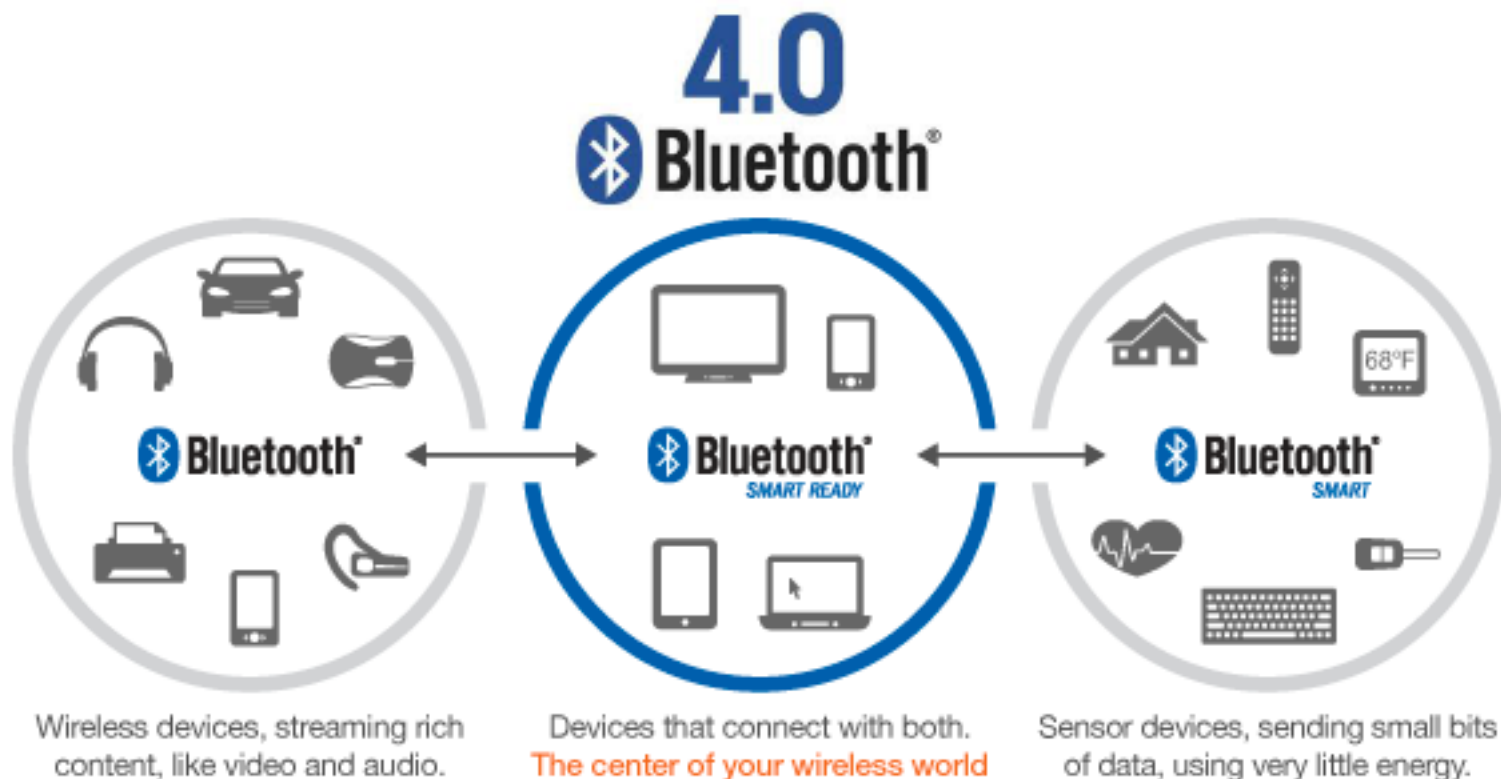 4.0
Bluetooth®
68°F
Bluetooth®
Bluetooth®
SMART READY
Bluetooth®
SMART
Wireless devices, streaming rich
content, like video and audio.
Devices that connect with both.
The center of your wireless world
Sensor devices, sending small bits
of data, using very little energy.